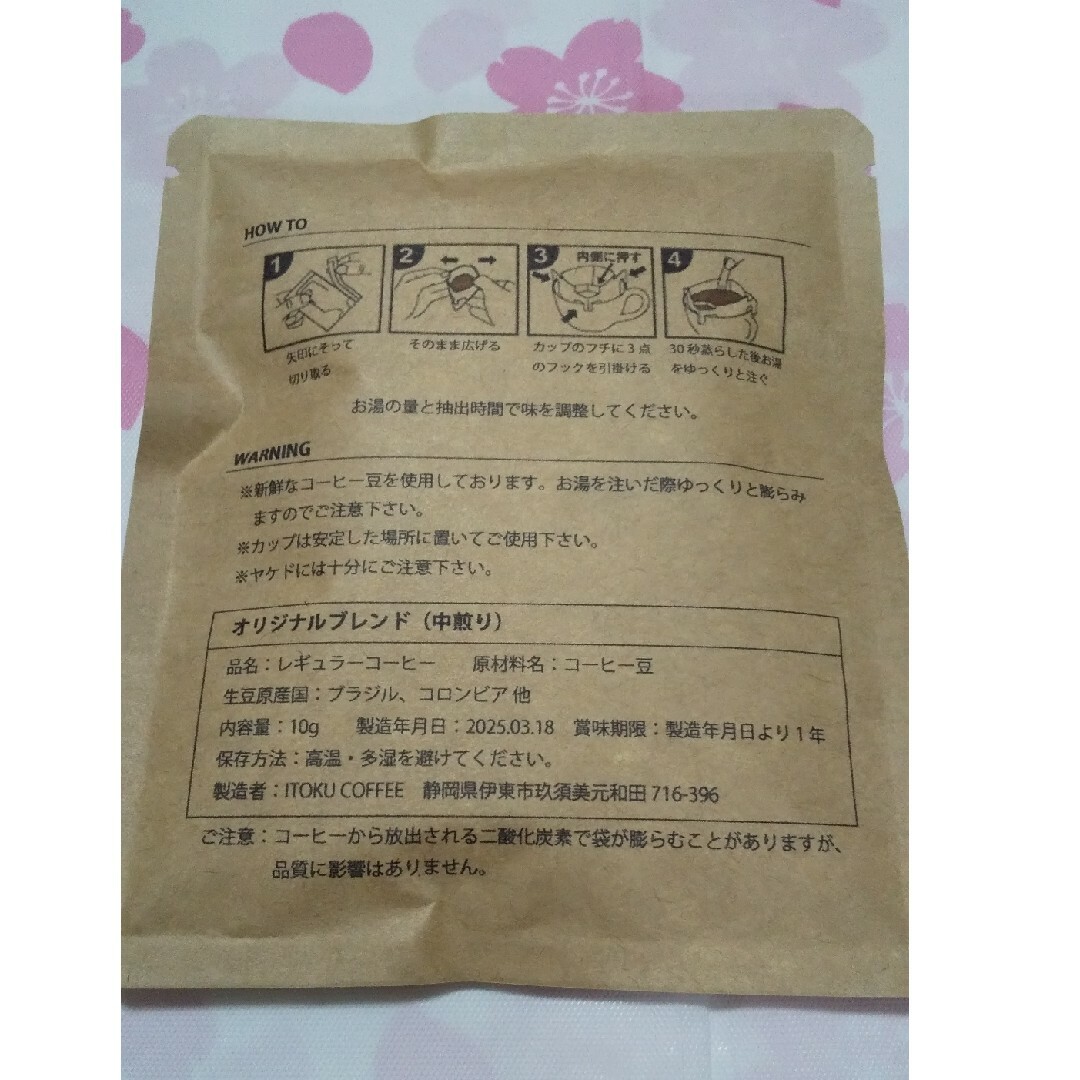 HOW TO
1 2 3 内側に押す 4
矢印にそって
切り取る
そのまま広げる
カップのフチに3点
のフックを引掛ける
30秒蒸らした後お湯
をゆっくりと注ぐ
お湯の量と抽出時間で味を調整してください。
WARNING
※新鮮なコーヒー豆を使用しております。お湯を注いだ際ゆっくりと膨らみ
ますのでご注意下さい。
※カップは安定した場所に置いてご使用下さい。
※ヤケドには十分にご注意下さい。
オリジナルブレンド（中煎り）
品名：レギュラーコーヒー 原材料名：コーヒー豆
生豆原産国：ブラジル、コロンビア 他
内容量：10g 製造年月日：2025.03.18 賞味期限：製造年月日より1年
保存方法：高温・多湿を避けてください。
製造者：ITOKU COFFEE 静岡県伊東市玖須美元和田 716-396
ご注意：コーヒーから放出される二酸化炭素で袋が膨らむことがありますが、
品質に影響はありません。